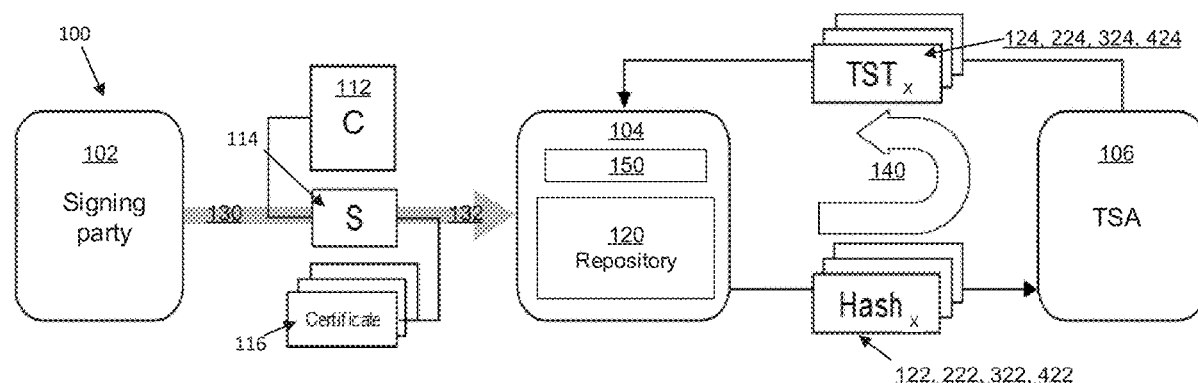 100
102
Signing
party
130
114
112
C
S
132
Certificate
116
104
150
120
Repository
124, 224, 324, 424
TST x
140
Hash x
122, 222, 322, 422
106
TSA